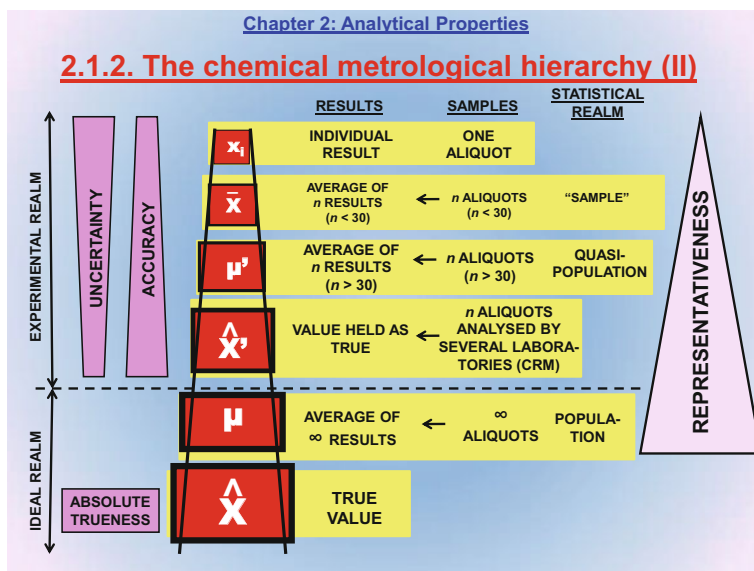 Chapter 2: Analytical Properties
2.1.2. The chemical metrological hierarchy (II)
RESULTS
SAMPLES
STATISTICAL
REALM
EXPERIMENTAL REALM
UNCERTAINTY
ACCURACY
xi
INDIVIDUAL
RESULT
ONE
ALIQUOT
x̄
AVERAGE OF
n RESULTS
(n < 30)
n ALIQUOTS
(n < 30)
“SAMPLE”
μ’
AVERAGE OF
n RESULTS
(n > 30)
n ALIQUOTS
(n > 30)
QUASI-
POPULATION
X̂’
VALUE HELD AS
TRUE
n ALIQUOTS
ANALYSED BY
SEVERAL LABORA-
TORIES (CRM)
REPRESENTATIVENESS
IDEAL REALM
μ
AVERAGE OF
∞ RESULTS
∞
ALIQUOTS
POPULA-
TION
ABSOLUTE
TRUENESS
X̂
TRUE
VALUE